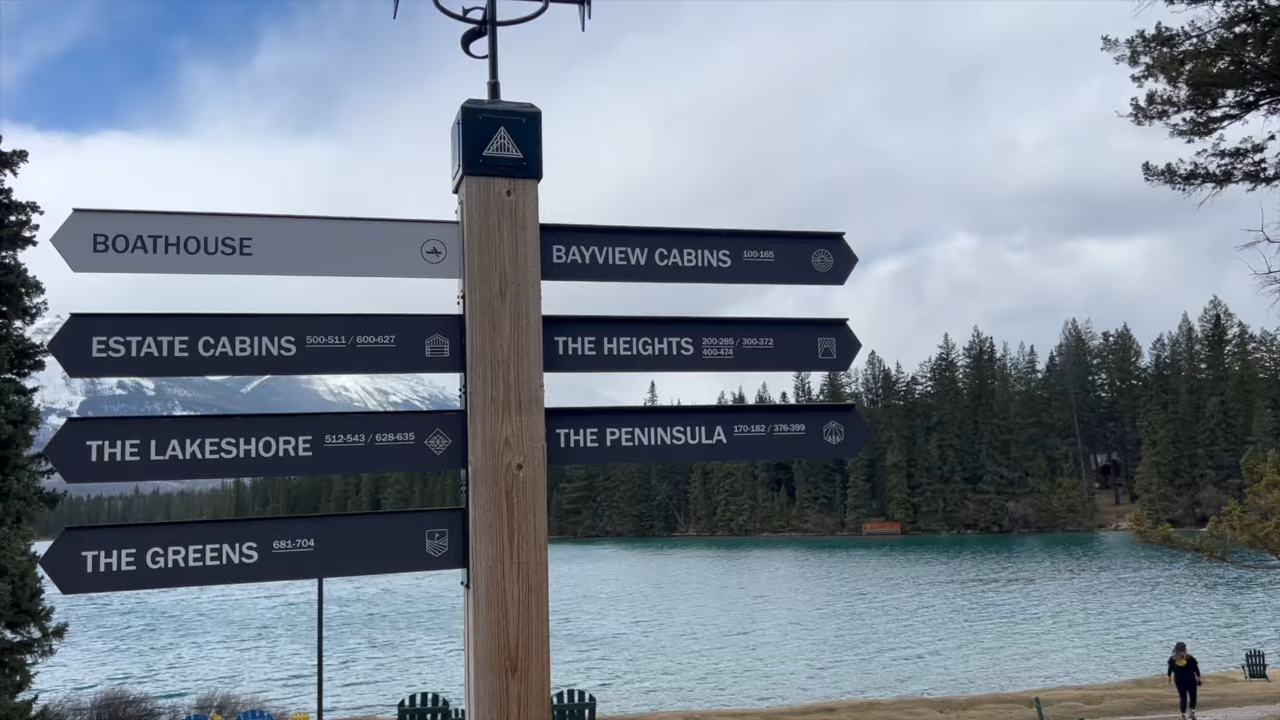 BOATHOUSE
ESTATE CABINS 500-511 / 600-627
THE LAKESHORE 512-543 / 628-635
THE GREENS 681-704
BAYVIEW CABINS 100-165
THE HEIGHTS 200-285 / 300-372
400-474
THE PENINSULA 170-182 / 376-399